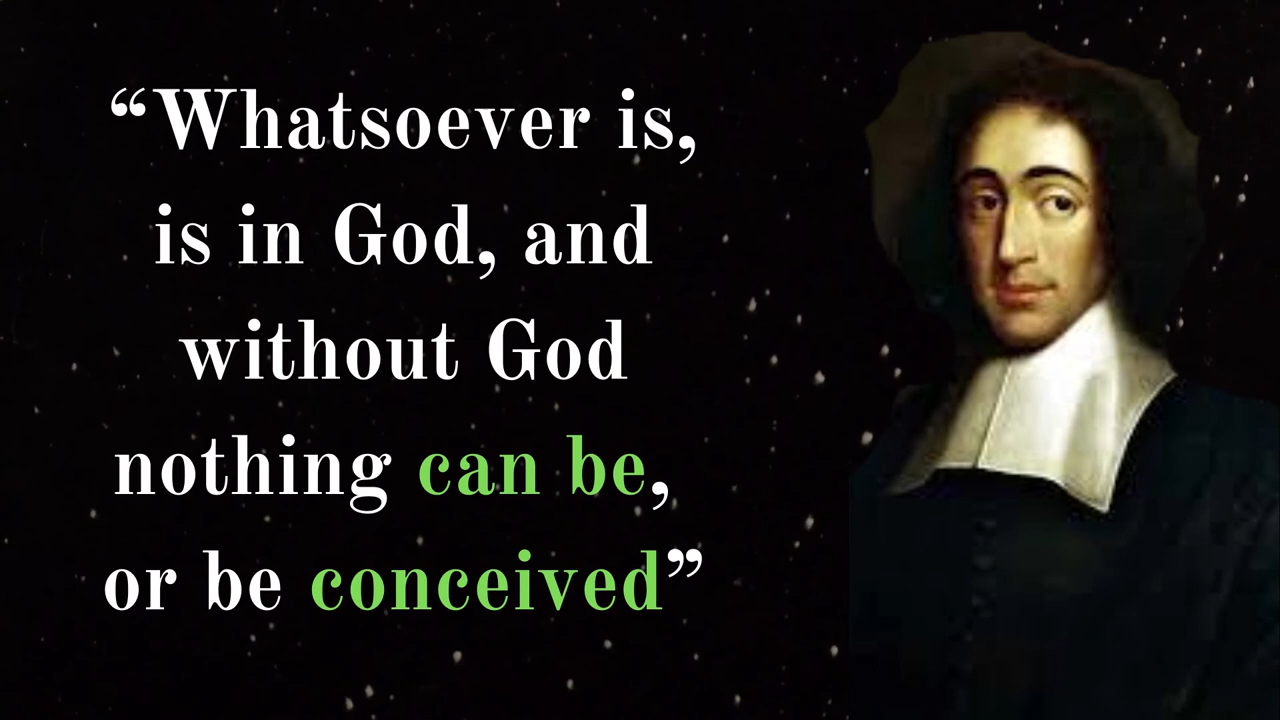 “Whatsoever is,
is in God, and
without God
nothing can be,
or be conceived”